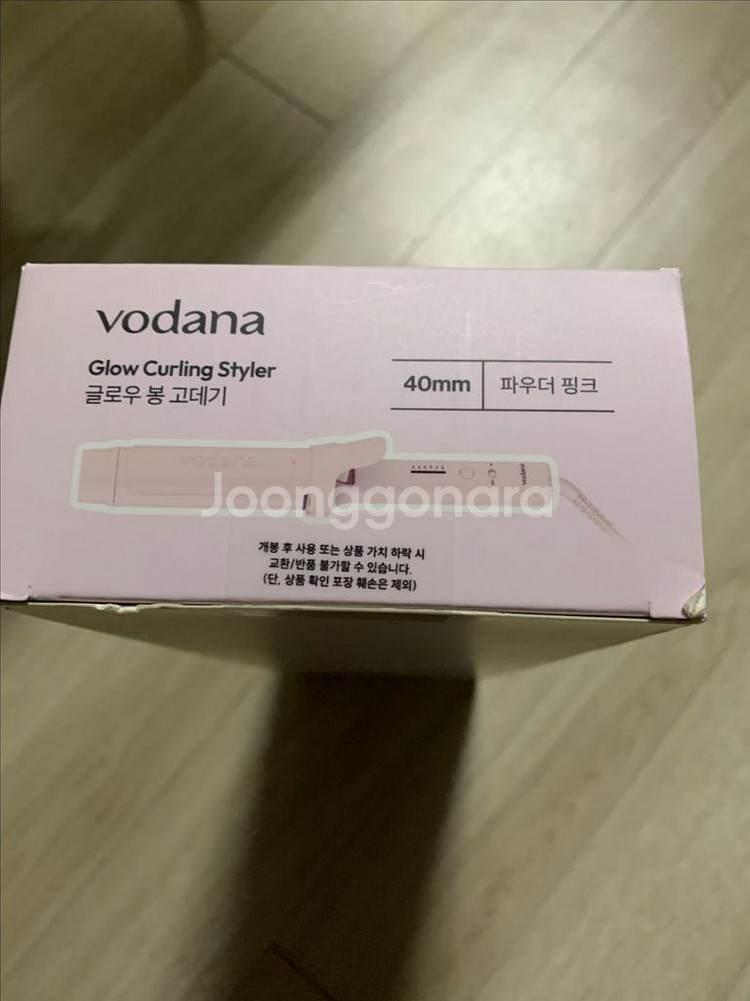 vodana
Glow Curling Styler
글로우 봉 고데기
40mm
파우더 핑크
vodana
vodana
Joonggonara
개봉 후 사용 또는 상품 가치 하락 시
교환/반품 불가할 수 있습니다.
(단, 상품 확인 포장 훼손은 제외)